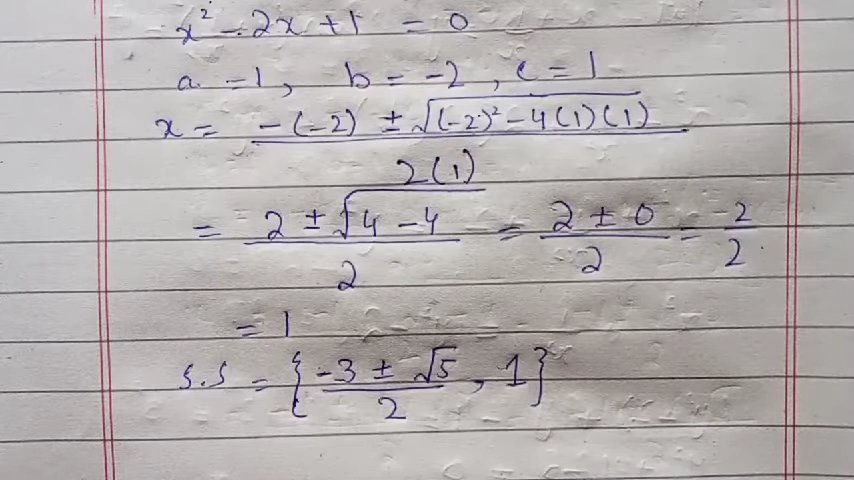 x² - 2x + 1 = 0
a = 1, b = -2, c = 1
x = -(-2) ± √(-2)² - 4(1)(1) / 2(1)
= 2 ± √4 - 4 / 2 = 2 ± 0 / 2 = 2 / 2
= 1
S.S = {-3 ± √5 / 2, 1}